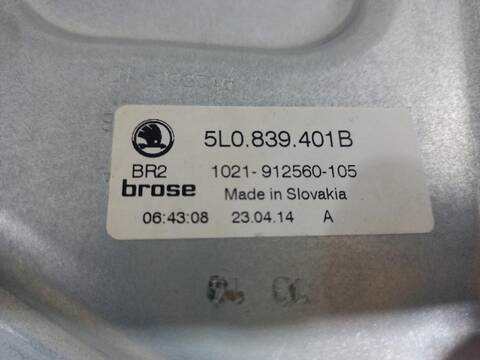 5L0.839.401B
BR2 1021-912560-105
brose Made in Slovakia
06:43:08 23.04.14 A